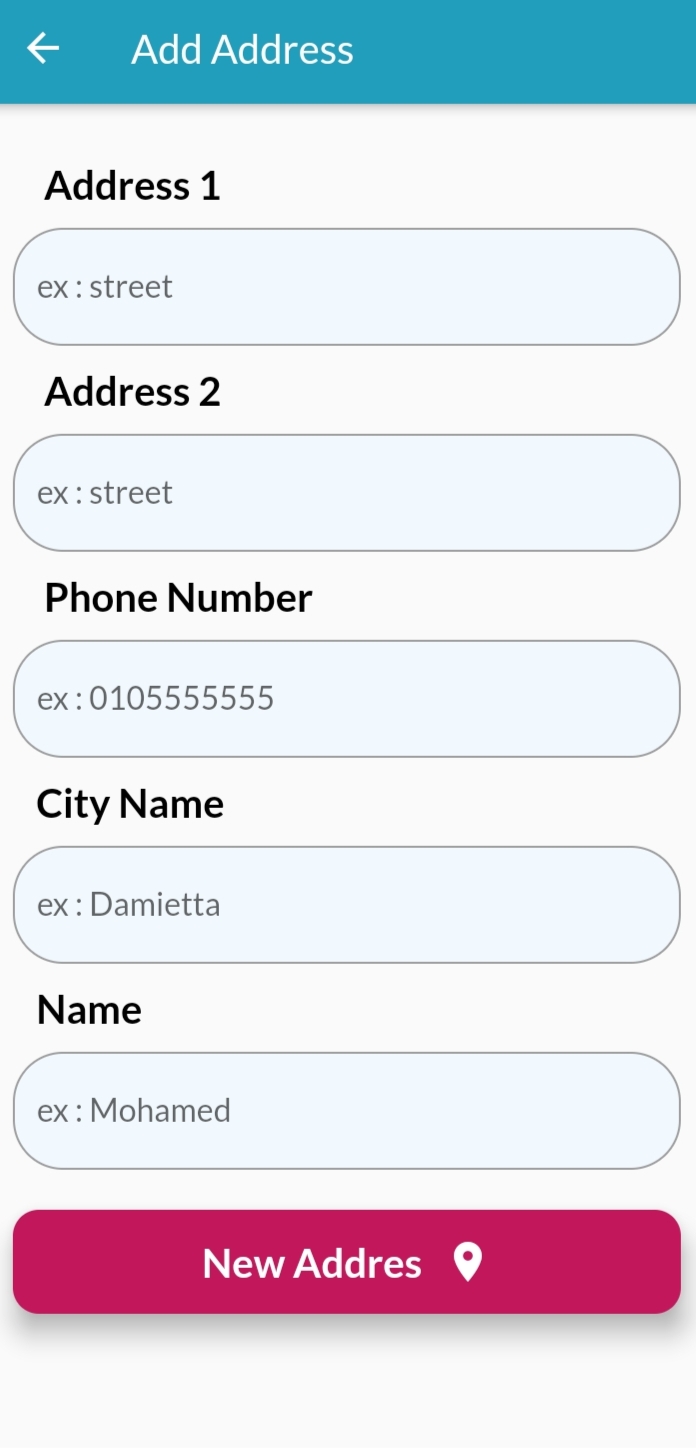 Add Address
Address 1
ex : street
Address 2
ex : street
Phone Number
ex : 0105555555
City Name
ex : Damietta
Name
ex : Mohamed
New Addres